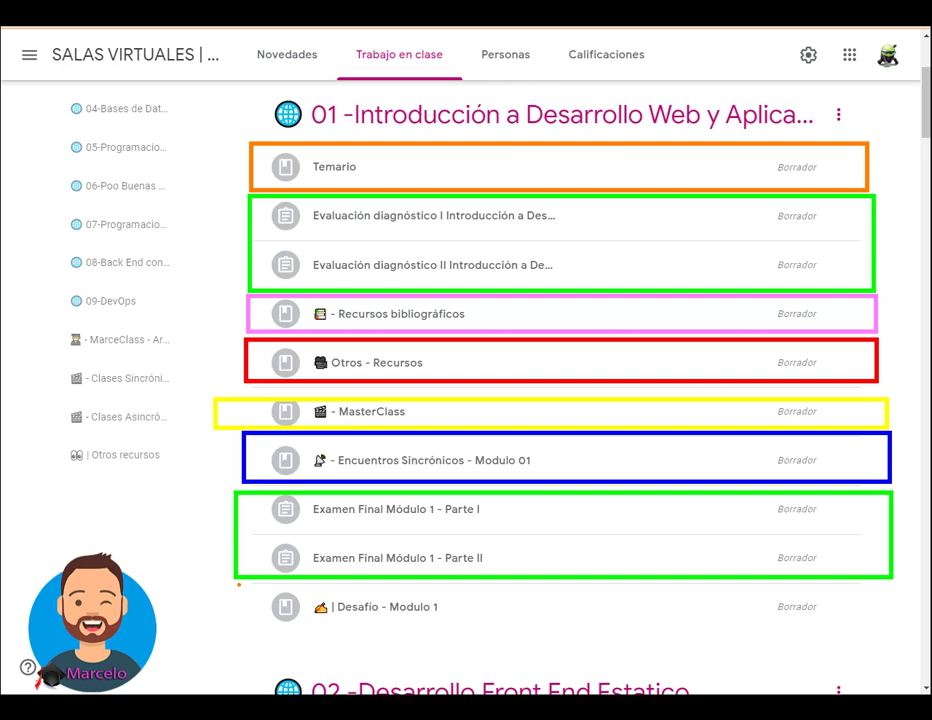 SALAS VIRTUALES | ...
Novedades
Trabajo en clase
Personas
Calificaciones
04-Bases de Dat...
05-Programacio...
06-Poo Buenas ...
07-Programacio...
08-Back End con...
09-DevOps
- MarceClass - Ar...
- Clases Sincróni...
- Clases Asincró...
| Otros recursos
01 -Introducción a Desarrollo Web y Aplica...
Temario Borrador
Evaluación diagnóstico I Introducción a Des... Borrador
Evaluación diagnóstico II Introducción a De... Borrador
- Recursos bibliográficos Borrador
Otros - Recursos Borrador
- MasterClass Borrador
- Encuentros Sincrónicos - Modulo 01 Borrador
Examen Final Módulo 1 - Parte I Borrador
Examen Final Módulo 1 - Parte II Borrador
| Desafío - Modulo 1 Borrador
02 -Desarrollo Front End Estatico
Marcelo